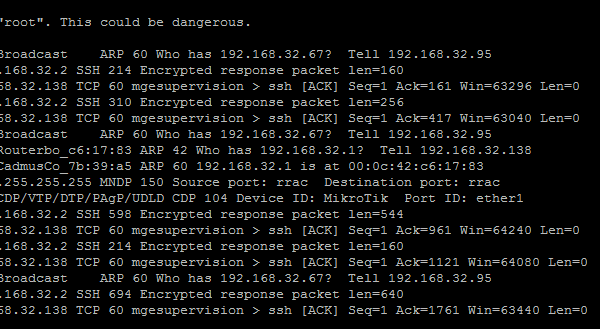 "root". This could be dangerous.
Broadcast    ARP 60 Who has 192.168.32.67?  Tell 192.168.32.95
.168.32.2 SSH 214 Encrypted response packet len=160
68.32.138 TCP 60 mgesupervision > ssh [ACK] Seq=1 Ack=161 Win=63296 Len=0
.168.32.2 SSH 310 Encrypted response packet len=256
68.32.138 TCP 60 mgesupervision > ssh [ACK] Seq=1 Ack=417 Win=63040 Len=0
Broadcast    ARP 60 Who has 192.168.32.67?  Tell 192.168.32.95
Routerbo_c6:17:83 ARP 42 Who has 192.168.32.1?  Tell 192.168.32.138
CadmusCo_7b:39:a5 ARP 60 192.168.32.1 is at 00:0c:42:c6:17:83
.255.255.255 MNDP 150 Source port: rrac  Destination port: rrac
CDP/VTP/DTP/PAgP/UDLD CDP 104 Device ID: MikroTik  Port ID: ether1
.168.32.2 SSH 598 Encrypted response packet len=544
68.32.138 TCP 60 mgesupervision > ssh [ACK] Seq=1 Ack=961 Win=64240 Len=0
.168.32.2 SSH 214 Encrypted response packet len=160
68.32.138 TCP 60 mgesupervision > ssh [ACK] Seq=1 Ack=1121 Win=64080 Len=0
Broadcast    ARP 60 Who has 192.168.32.67?  Tell 192.168.32.95
.168.32.2 SSH 694 Encrypted response packet len=640
68.32.138 TCP 60 mgesupervision > ssh [ACK] Seq=1 Ack=1761 Win=63440 Len=0